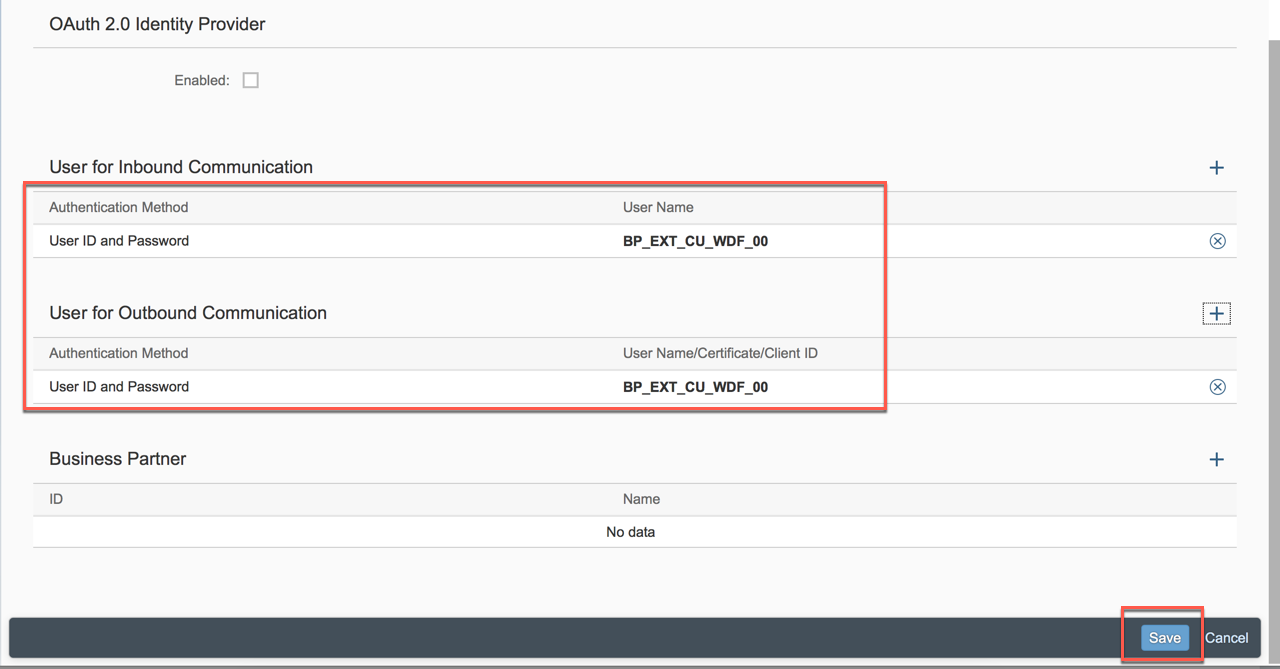 OAuth 2.0 Identity Provider
Enabled:
User for Inbound Communication
Authentication Method User Name
User ID and Password BP_EXT_CU_WDF_00
User for Outbound Communication
Authentication Method User Name/Certificate/Client ID
User ID and Password BP_EXT_CU_WDF_00
Business Partner
ID Name
No data
Save Cancel